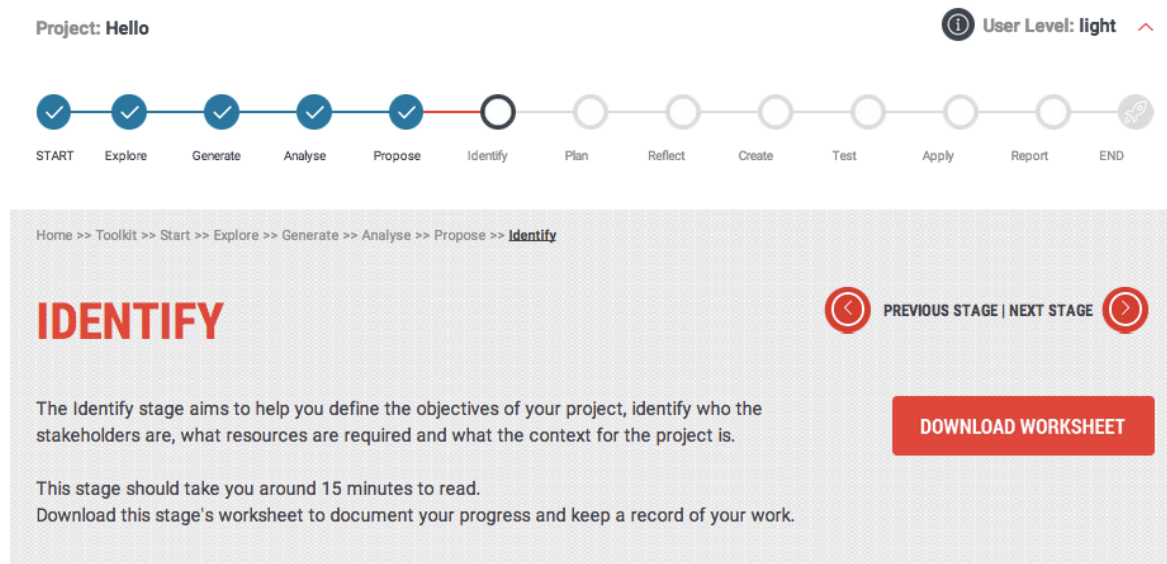 Project: Hello
User Level: light
START Explore Generate Analyse Propose Identify Plan Reflect Create Test Apply Report END
Home >> Toolkit >> Start >> Explore >> Generate >> Analyse >> Propose >> Identify
IDENTIFY
PREVIOUS STAGE | NEXT STAGE
The Identify stage aims to help you define the objectives of your project, identify who the
stakeholders are, what resources are required and what the context for the project is.
DOWNLOAD WORKSHEET
This stage should take you around 15 minutes to read.
Download this stage's worksheet to document your progress and keep a record of your work.